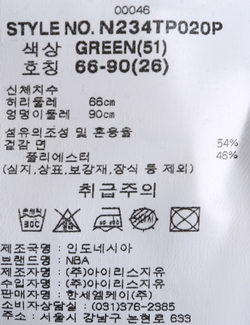 00046
STYLE NO. N234TP020P
색상 GREEN(51)
호칭 66-90(26)
신체치수
허리둘레 66cm
엉덩이둘레 90cm
섬유의조성 및 혼용율
겉감 면 54%
폴리에스터 46%
(심지,상표,보강재,장식 등 제외)
취급주의
제조국명 : 인도네시아
브랜드명 : NBA
제조자명 : (주)아이리스지유
수입자명 : (주)아이리스지유
판매자명 : 한세엠케이(주)
소비자상담실 : (031)376-2385
주소 : 서울시 강남구 논현로 633